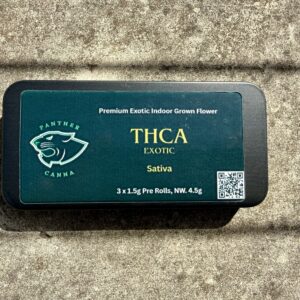 Premium Exotic Indoor Grown Flower
PANTHER
CANNA
THCA
EXOTIC
Sativa
3 x 1.5g Pre Rolls, NW. 4.5g